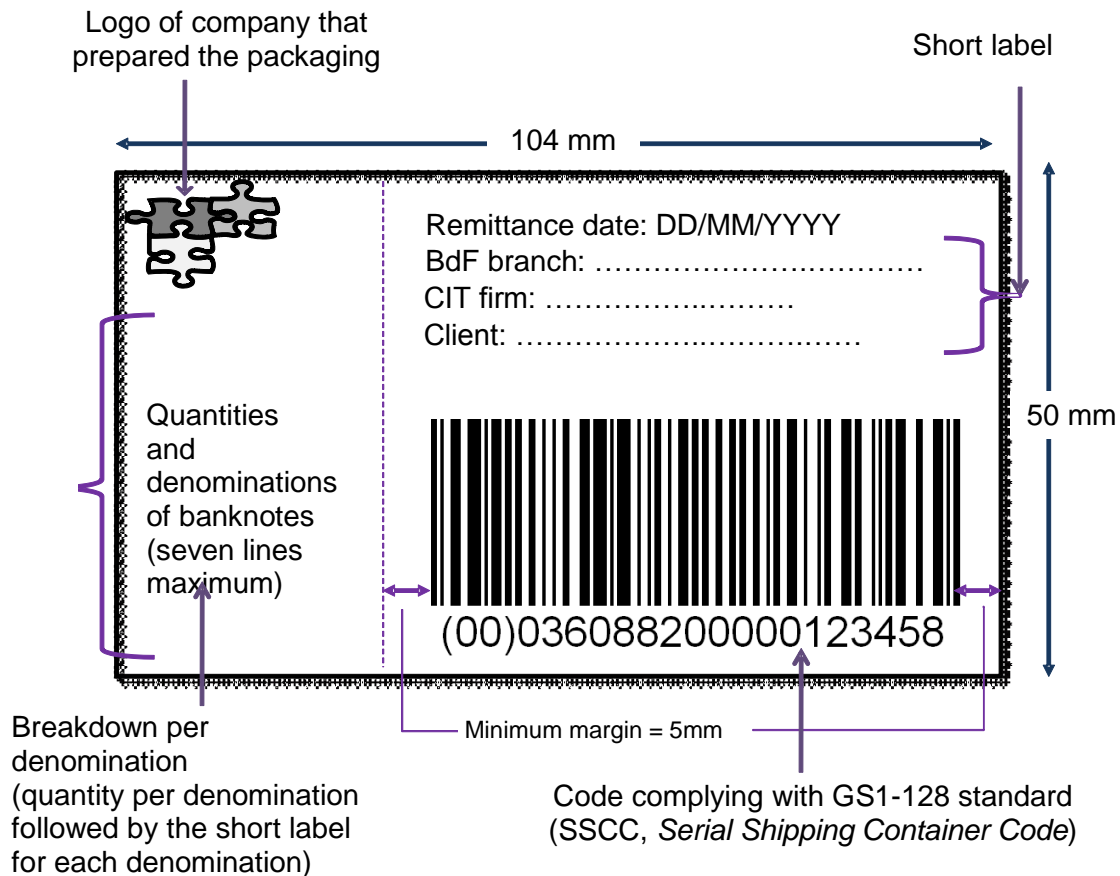 Logo of company that
prepared the packaging
Short label
104 mm
Remittance date: DD/MM/YYYY
BdF branch: ……………………………………
CIT firm: …………………………
Client: ……………………………………
50 mm
Quantities
and
denominations
of banknotes
(seven lines
maximum)
(00)036088200000123458
Minimum margin = 5mm
Breakdown per
denomination
(quantity per denomination
followed by the short label
for each denomination)
Code complying with GS1-128 standard
(SSCC, Serial Shipping Container Code)